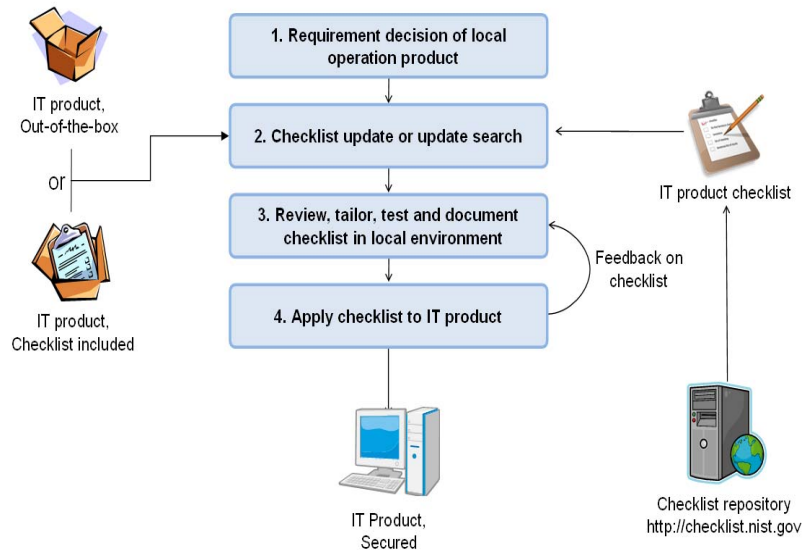 1. Requirement decision of local
operation product
IT product,
Out-of-the-box
2. Checklist update or update search
or
IT product checklist
3. Review, tailor, test and document
checklist in local environment
Feedback on
checklist
IT product,
Checklist included
4. Apply checklist to IT product
IT Product,
Secured
Checklist repository
http://checklist.nist.gov